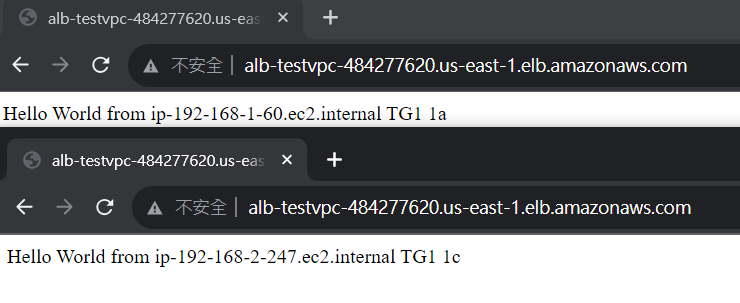 alb-testvpc-484277620.us-eas
不安全 alb-testvpc-484277620.us-east-1.elb.amazonaws.com
Hello World from ip-192-168-1-60.ec2.internal TG1 1a
alb-testvpc-484277620.us-eas
不安全 alb-testvpc-484277620.us-east-1.elb.amazonaws.com
Hello World from ip-192-168-2-247.ec2.internal TG1 1c